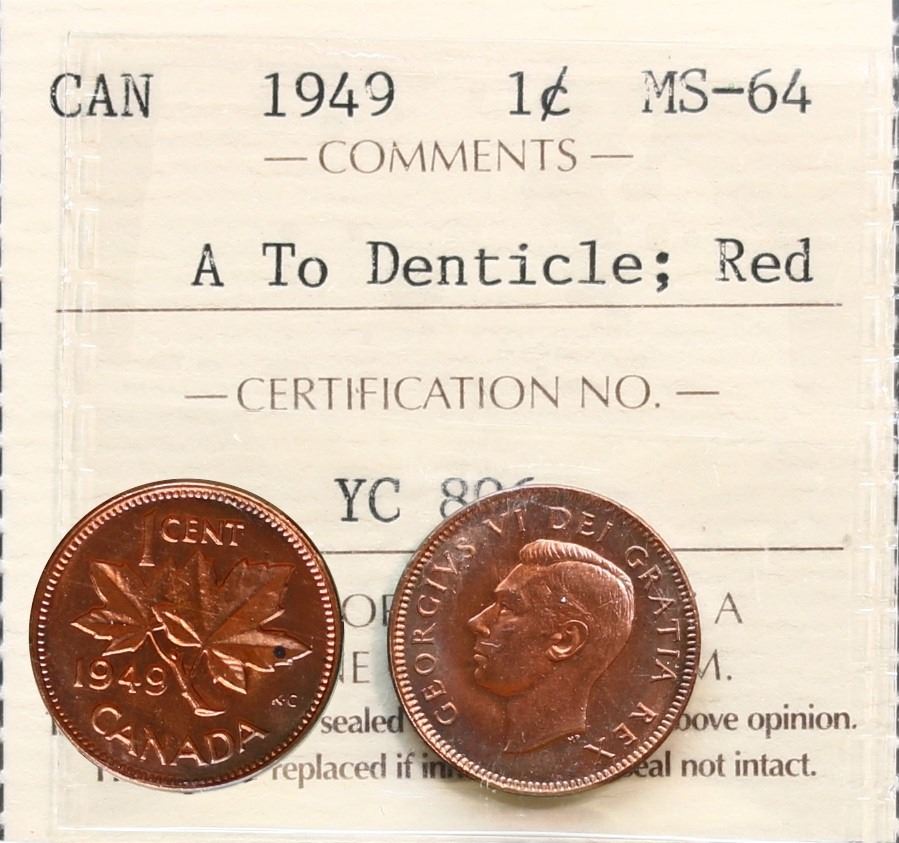 CAN 1949 1¢ MS-64
— COMMENTS —
A To Denticle; Red
— CERTIFICATION NO. —
YC
A
M.
sealed bove opinion.
replaced if eal not intact.
1 CENT
1949
K·G
CANADA
GEORGIVS VI DEI GRATIA REX
HP